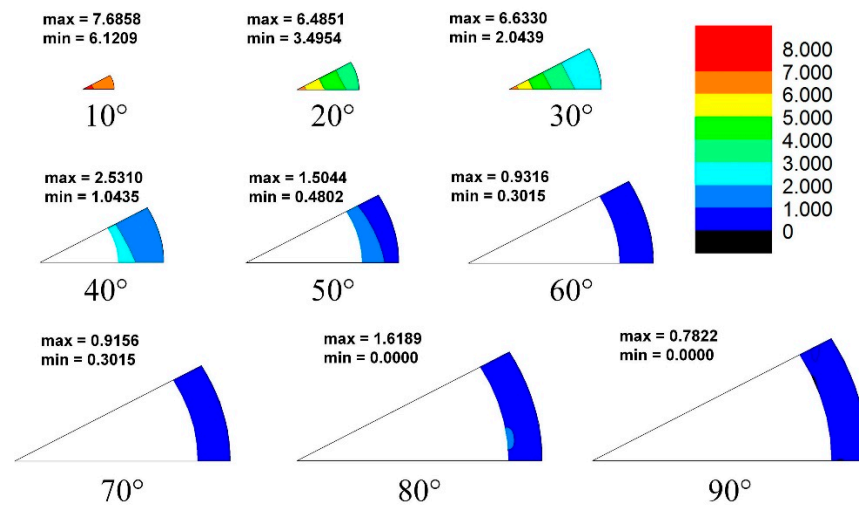 max = 7.6858
min = 6.1209
10°
max = 6.4851
min = 3.4954
20°
max = 6.6330
min = 2.0439
30°
8.000
7.000
6.000
5.000
4.000
3.000
2.000
1.000
0
max = 2.5310
min = 1.0435
40°
max = 1.5044
min = 0.4802
50°
max = 0.9316
min = 0.3015
60°
max = 0.9156
min = 0.3015
70°
max = 1.6189
min = 0.0000
80°
max = 0.7822
min = 0.0000
90°